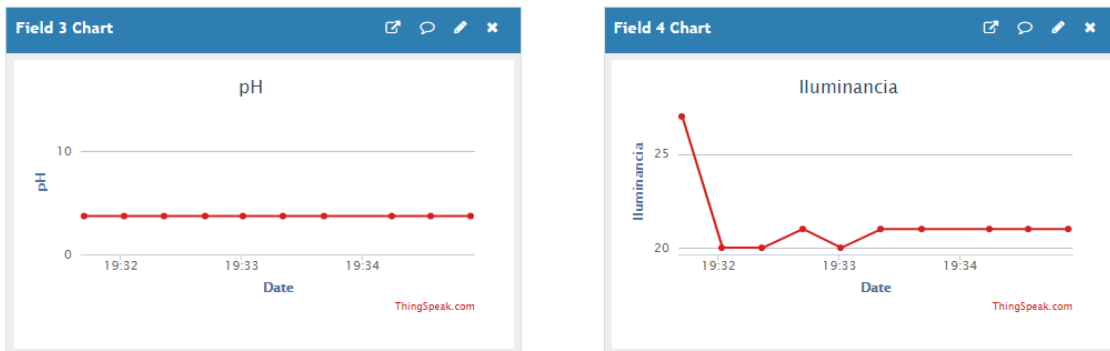 Field 3 Chart
pH
10
pH
0
19:32 19:33 19:34
Date
ThingSpeak.com
Field 4 Chart
Iluminancia
25
Iluminancia
20
19:32 19:33 19:34
Date
ThingSpeak.com